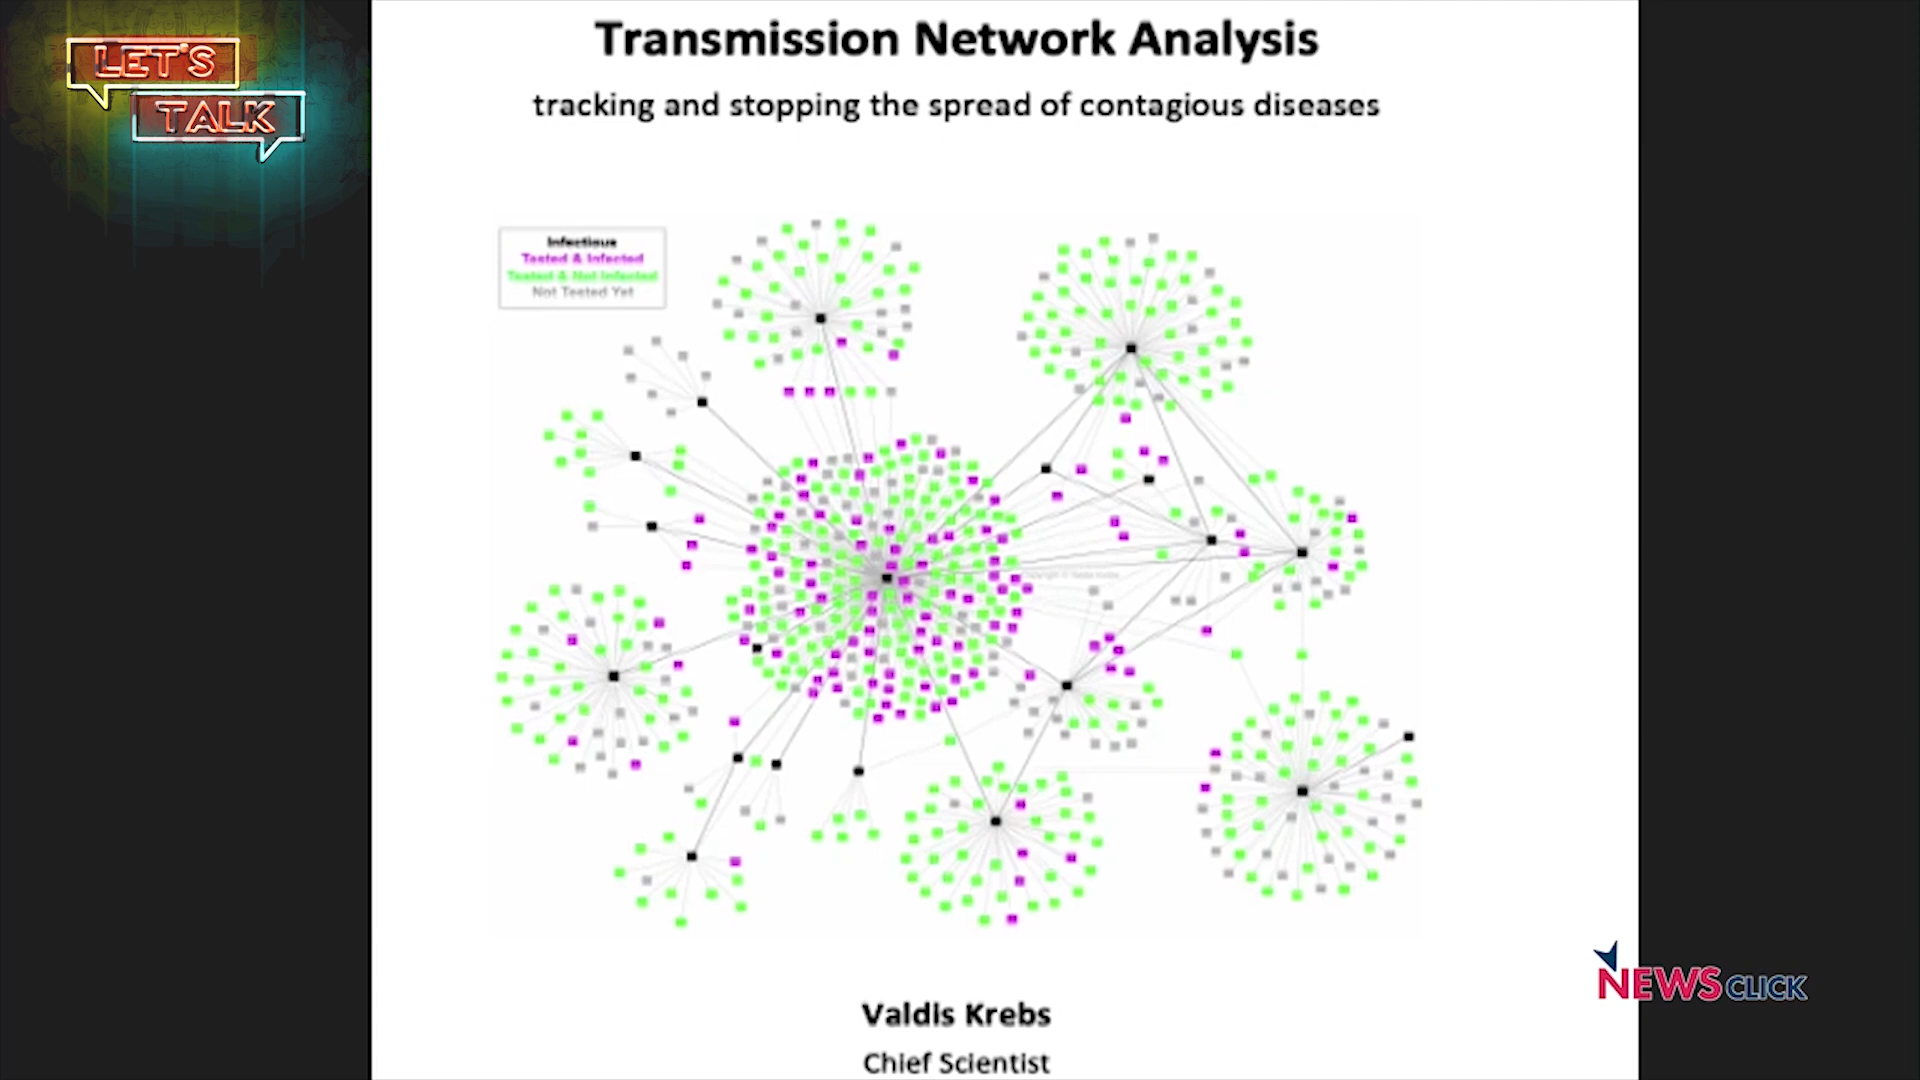 LET'S
TALK
Transmission Network Analysis
tracking and stopping the spread of contagious diseases
Infectious
Tested & Infected
Tested & Not Infected
Not Tested Yet
Valdis Krebs
Chief Scientist
NEWSCLICK